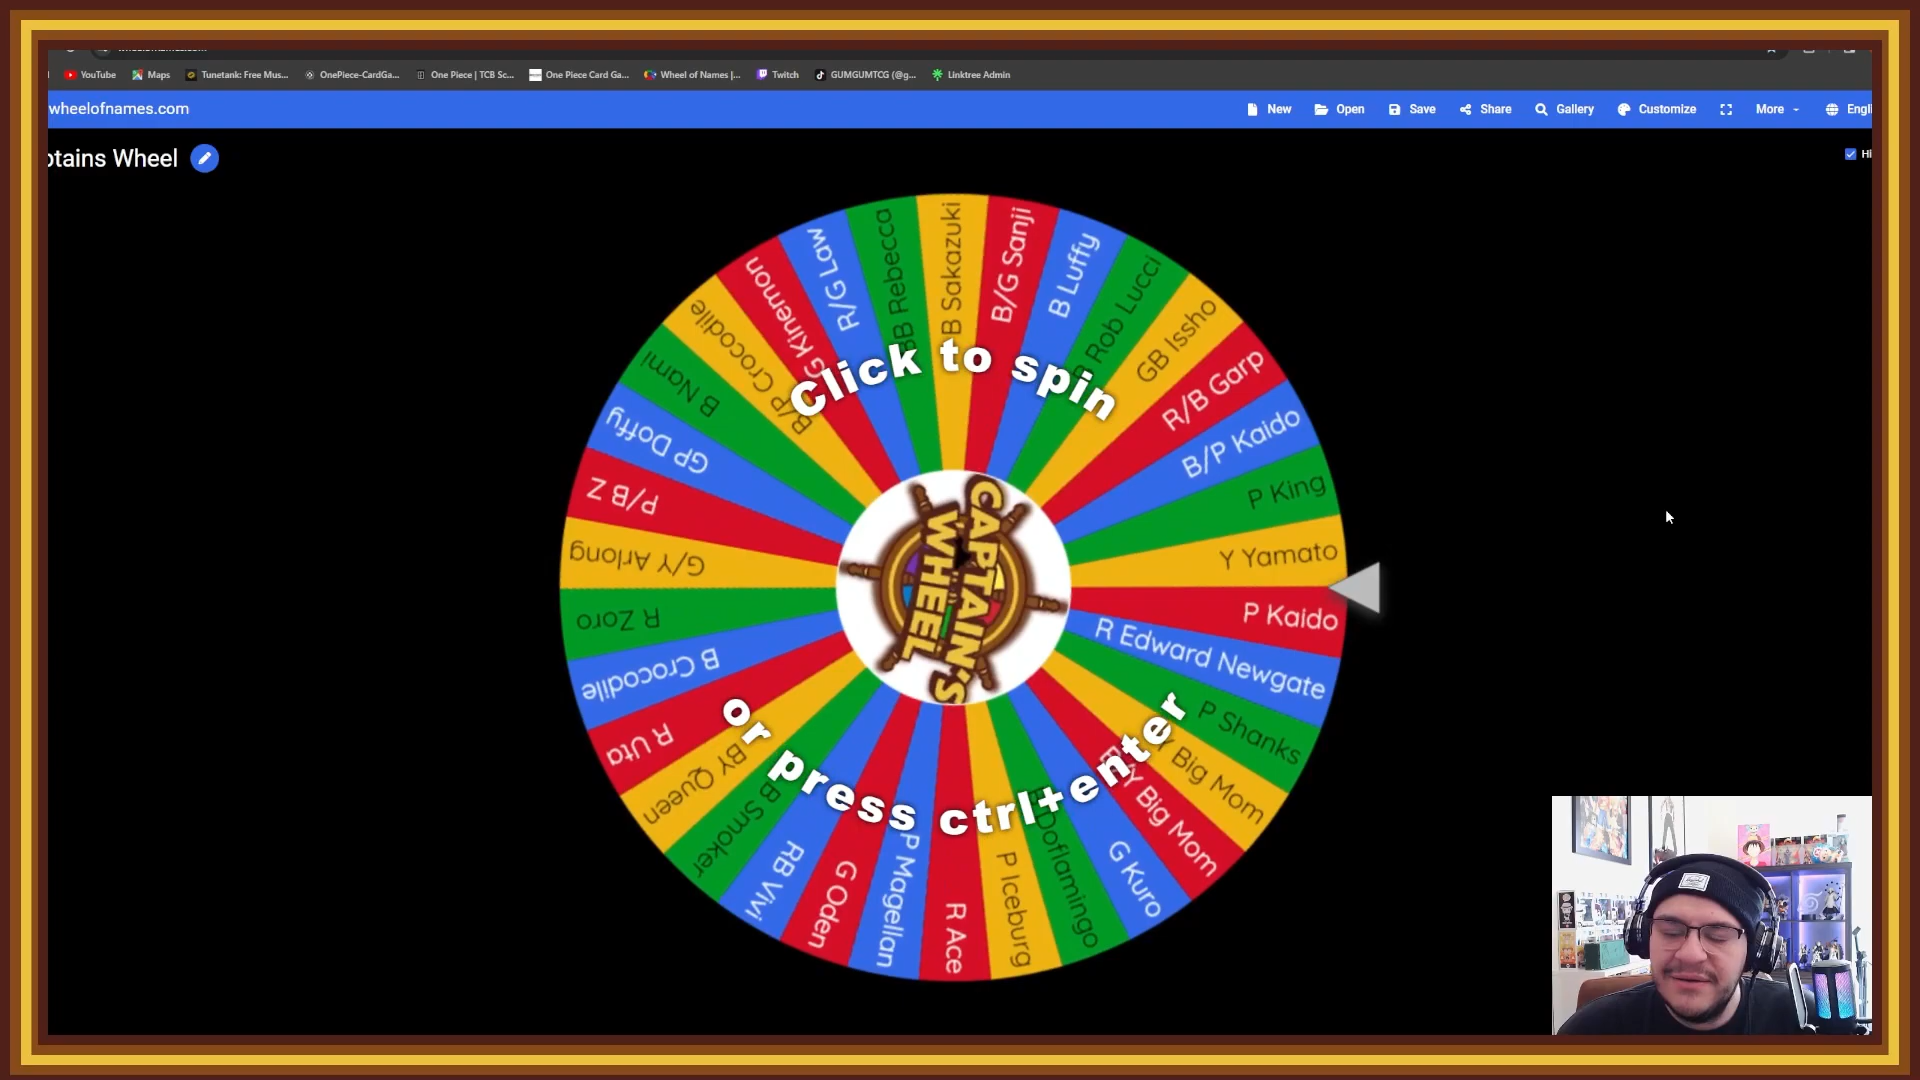 YouTube
Maps
Tunetank: Free Mus...
OnePiece-CardGa...
One Piece | TCB Sc...
One Piece Card Ga...
Wheel of Names |...
Twitch
GUMGUMTCG (@g...
Linktree Admin
wheelofnames.com
New
Open
Save
Share
Gallery
Customize
More
Engli
ptains Wheel
Hi
Click to spin
or press ctrl+enter
CAPTAIN'S
WHEEL
B Sakazuki
B/G Sanji
B Luffy
Rob Lucci
GB Issho
R/B Garp
B/P Kaido
P King
Y Yamato
P Kaido
R Edward Newgate
P Shanks
Y Big Mom
Y Big Mom
G Kuro
Doflamingo
P Iceburg
R Ace
P Magellan
G Oden
RB Vivi
B Smoker
BY Queen
R Uta
B Crocodile
R Zoro
G/Y Arlong
P/B Z
GP Doffy
B Nami
B/P Crocodile
G Kinemon
R/G Law
BB Rebecca